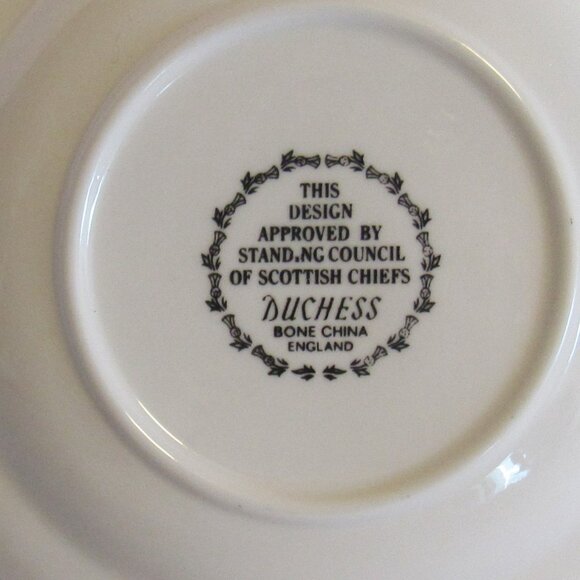 THIS
DESIGN
APPROVED BY
STAND.NG COUNCIL
OF SCOTTISH CHIEFS
DUCHESS
BONE CHINA
ENGLAND